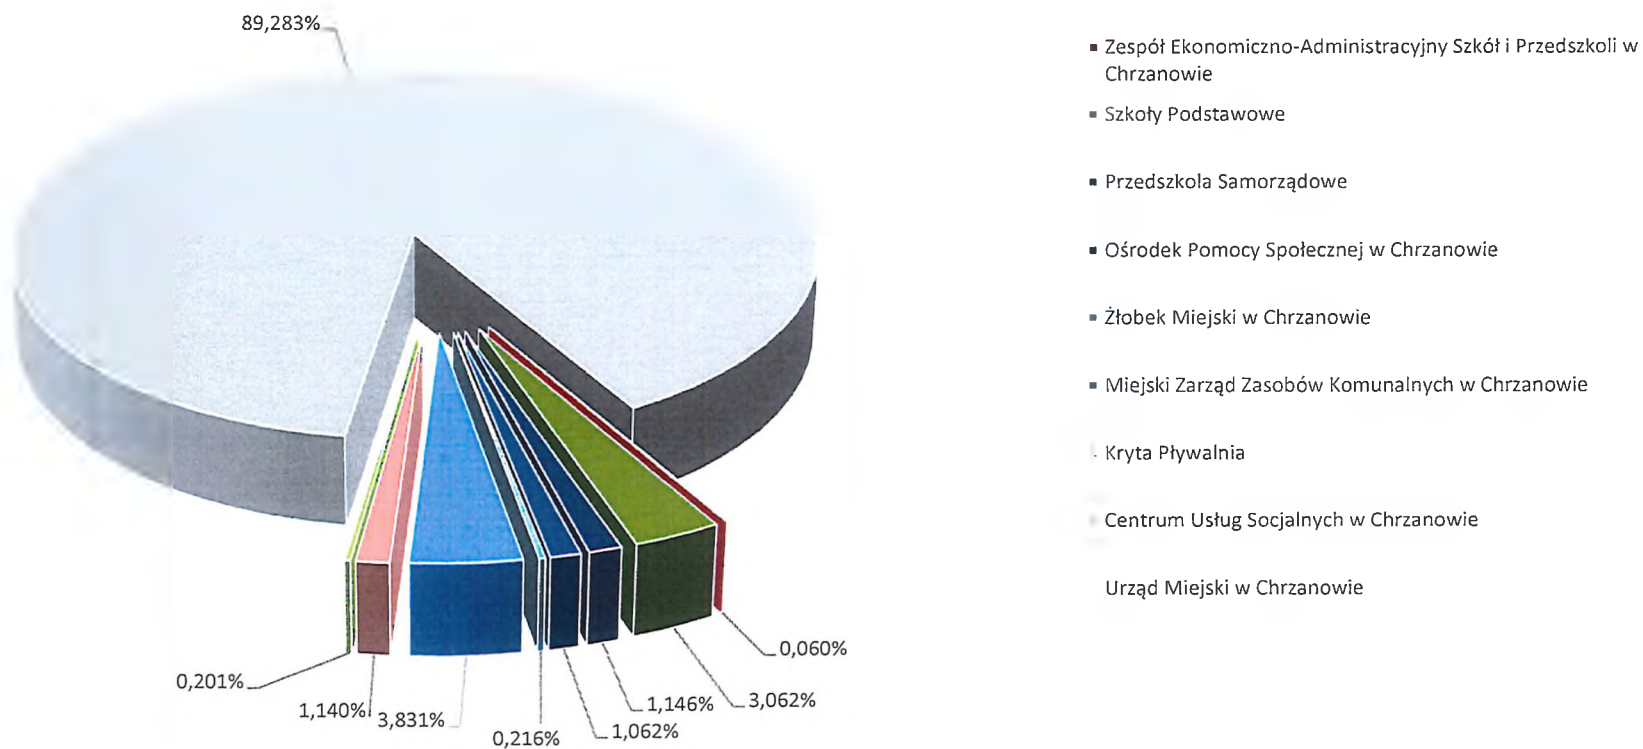 89,283%
Zespół Ekonomiczno-Administracyjny Szkół i Przedszkoli w
Chrzanowie
Szkoły Podstawowe
Przedszkola Samorządowe
Ośrodek Pomocy Społecznej w Chrzanowie
Żłobek Miejski w Chrzanowie
Miejski Zarząd Zasobów Komunalnych w Chrzanowie
Kryta Pływalnia
Centrum Usług Socjalnych w Chrzanowie
Urząd Miejski w Chrzanowie
0,060%
0,201%
1,140%
3,831%
0,216%
1,062%
1,146%
3,062%